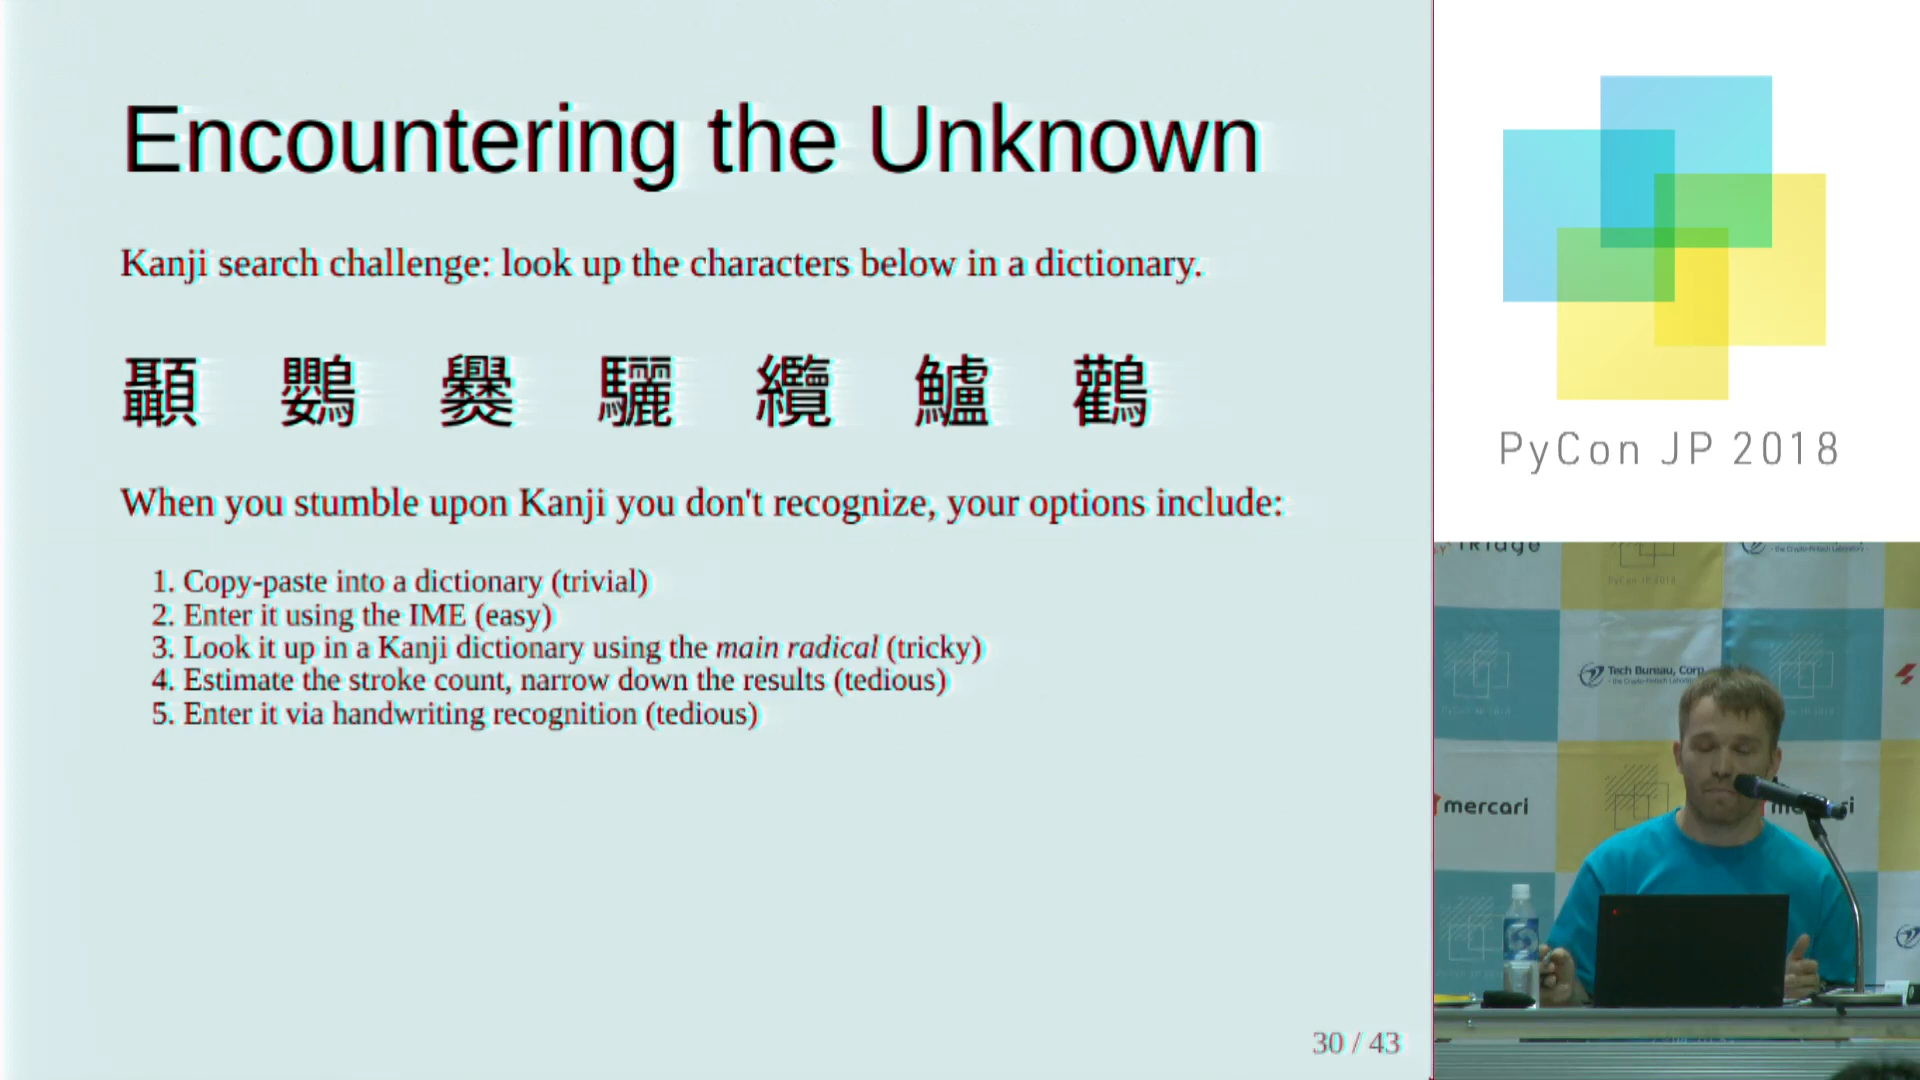 Encountering the Unknown
Kanji search challenge: look up the characters below in a dictionary.
顳 鸚 爨 驪 纜 鱸 鸛
When you stumble upon Kanji you don't recognize, your options include:
1. Copy-paste into a dictionary (trivial)
2. Enter it using the IME (easy)
3. Look it up in a Kanji dictionary using the main radical (tricky)
4. Estimate the stroke count, narrow down the results (tedious)
5. Enter it via handwriting recognition (tedious)
30 / 43
PyCon JP 2018
Tech Bureau, Corp.
mercari